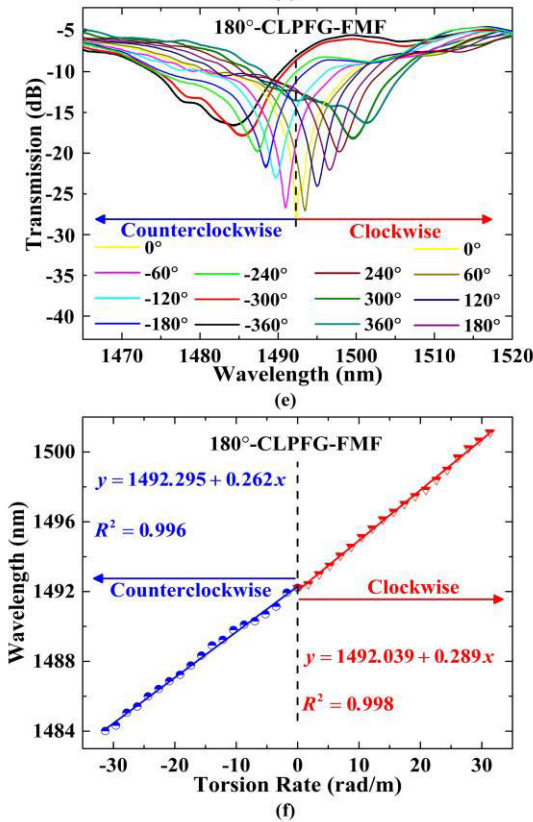 180°-CLPFG-FMF
Transmission (dB)
-5
-10
-15
-20
-25
-30
-35
-40
Counterclockwise
Clockwise
0°
0°
-60°
-240°
240°
60°
-120°
-300°
300°
120°
-180°
-360°
360°
180°
1470
1480
1490
1500
1510
1520
Wavelength (nm)
(e)
180°-CLPFG-FMF
Wavelength (nm)
1500
1496
1492
1488
1484
y = 1492.295 + 0.262x
R² = 0.996
Counterclockwise
Clockwise
y = 1492.039 + 0.289x
R² = 0.998
-30
-20
-10
0
10
20
30
Torsion Rate (rad/m)
(f)